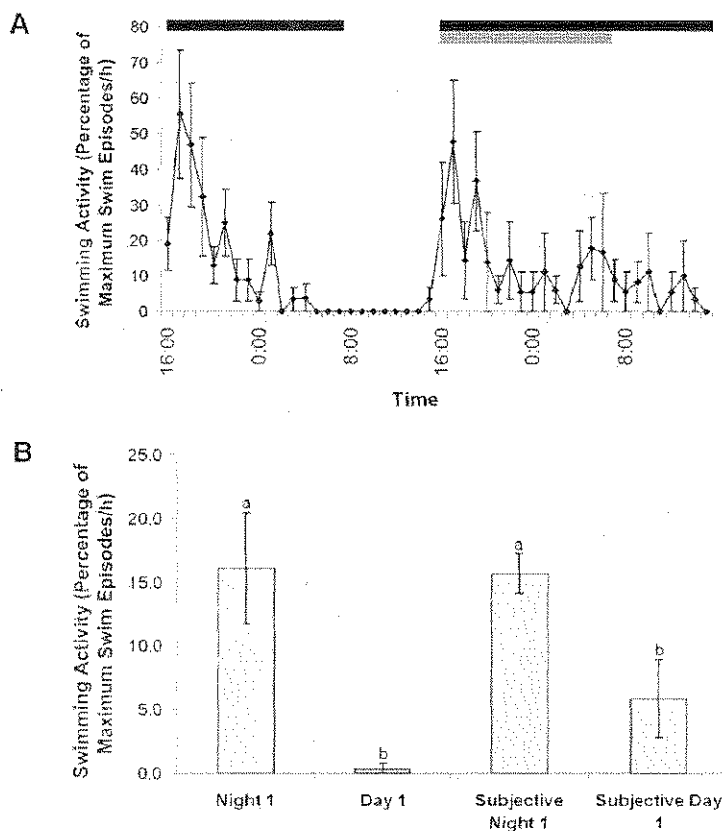 A
Swimming Activity (Percentage of
Maximum Swim Episodes/h)
80
70
60
50
40
30
20
10
0
16:00
0:00
8:00
16:00
0:00
8:00
Time
B
Swimming Activity (Percentage of
Maximum Swim Episodes/h)
25.0
20.0
15.0
10.0
5.0
0.0
a
b
a
b
Night 1
Day 1
Subjective
Night 1
Subjective Day
1